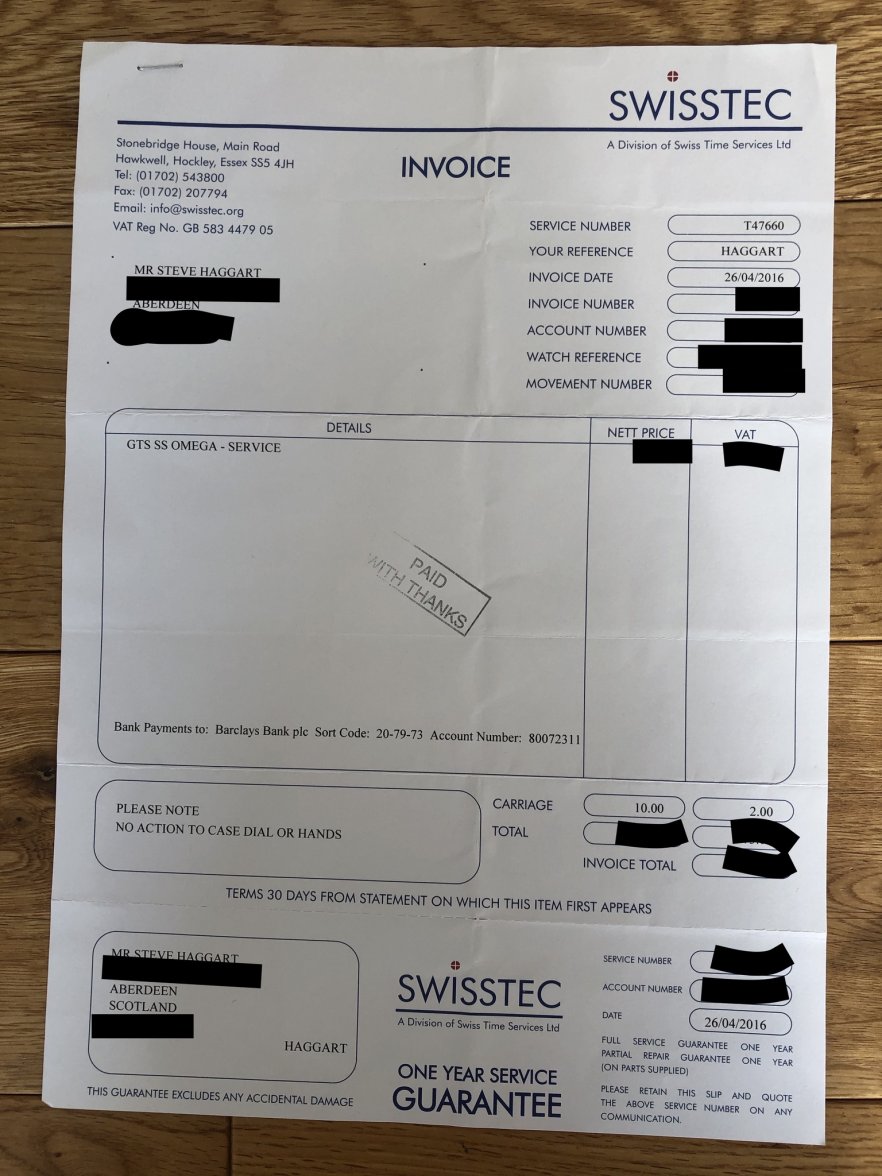 SWISSTEC
A Division of Swiss Time Services Ltd
Stonebridge House, Main Road
Hawkwell, Hockley, Essex SS5 4JH
Tel: (01702) 543800
Fax: (01702) 207794
Email: info@swisstec.org
VAT Reg No. GB 583 4479 05
INVOICE
SERVICE NUMBER T47660
YOUR REFERENCE HAGGART
INVOICE DATE 26/04/2016
INVOICE NUMBER
ACCOUNT NUMBER
WATCH REFERENCE
MOVEMENT NUMBER
MR STEVE HAGGART
ABERDEEN
DETAILS NETT PRICE VAT
GTS SS OMEGA - SERVICE
PAID
WITH THANKS
Bank Payments to: Barclays Bank plc Sort Code: 20-79-73 Account Number: 80072311
PLEASE NOTE
NO ACTION TO CASE DIAL OR HANDS
CARRIAGE 10.00 2.00
TOTAL
INVOICE TOTAL
TERMS 30 DAYS FROM STATEMENT ON WHICH THIS ITEM FIRST APPEARS
MR STEVE HAGGART
ABERDEEN
SCOTLAND
HAGGART
THIS GUARANTEE EXCLUDES ANY ACCIDENTAL DAMAGE
SWISSTEC
A Division of Swiss Time Services Ltd
ONE YEAR SERVICE
GUARANTEE
SERVICE NUMBER
ACCOUNT NUMBER
DATE 26/04/2016
FULL SERVICE GUARANTEE ONE YEAR
PARTIAL REPAIR GUARANTEE ONE YEAR
(ON PARTS SUPPLIED)
PLEASE RETAIN THIS SLIP AND QUOTE
THE ABOVE SERVICE NUMBER ON ANY
COMMUNICATION.